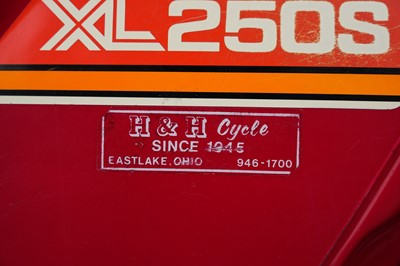 XL250S
H & H Cycle
SINCE 1945
EASTLAKE, OHIO 946-1700